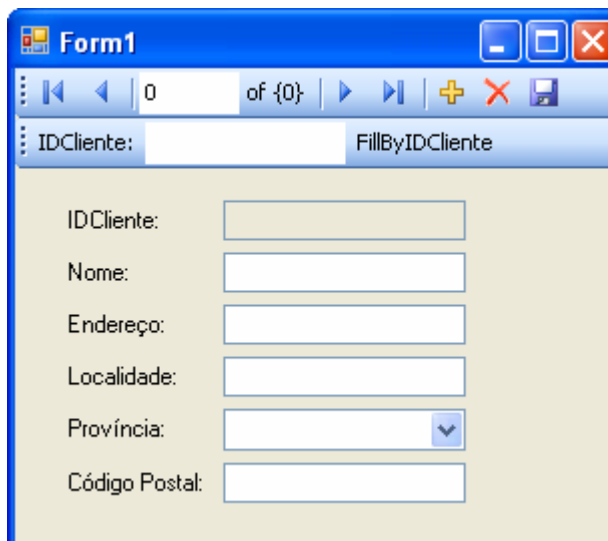 Form1
0 of {0}
IDCliente: FillByIDCliente
IDCliente:
Nome:
Endereço:
Localidade:
Província:
Código Postal: